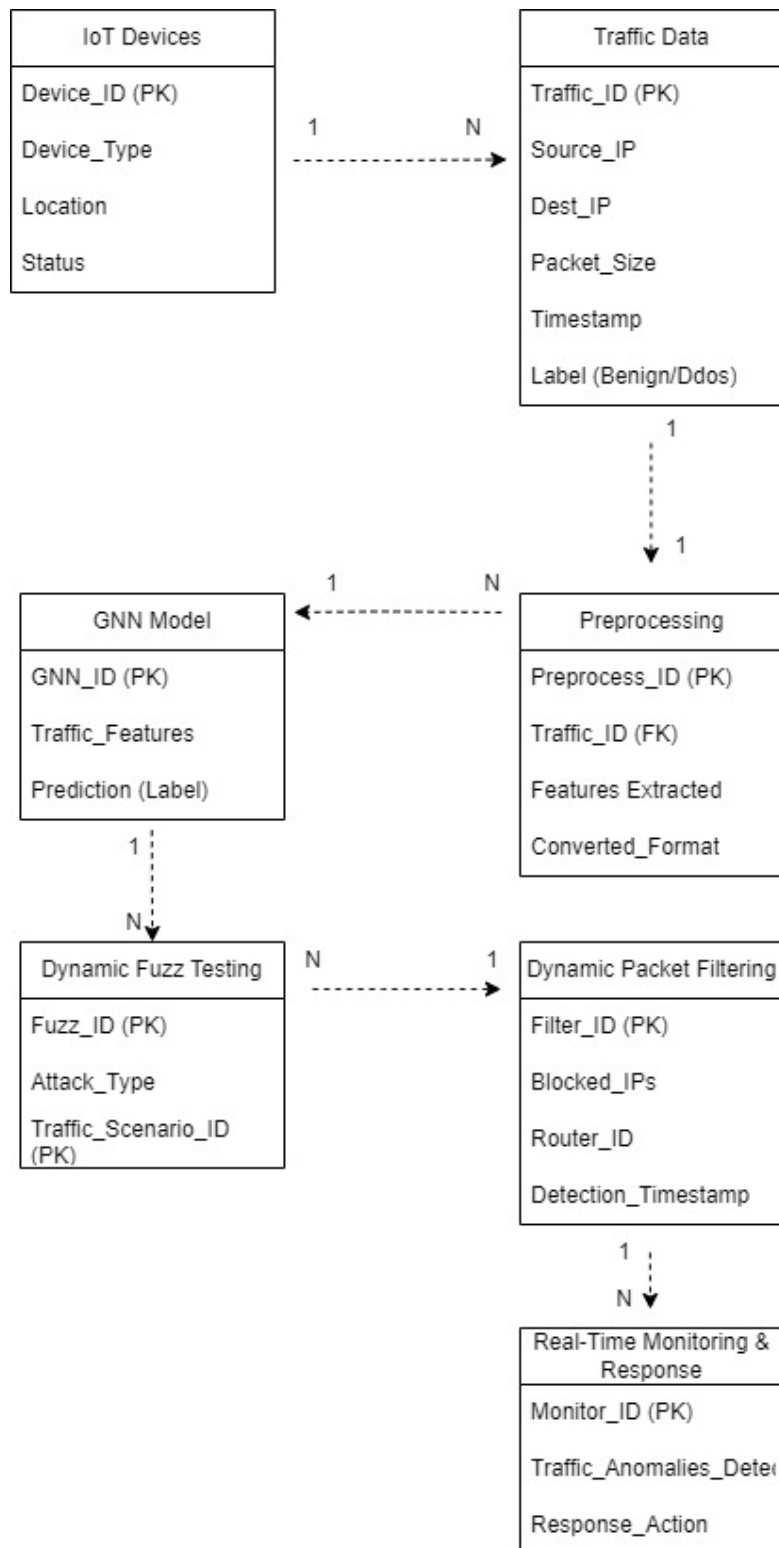 IoT Devices
Device_ID (PK)
Device_Type
Location
Status
1
N
Traffic Data
Traffic_ID (PK)
Source_IP
Dest_IP
Packet_Size
Timestamp
Label (Benign/Ddos)
1
1
Preprocessing
Preprocess_ID (PK)
Traffic_ID (FK)
Features Extracted
Converted_Format
N
1
GNN Model
GNN_ID (PK)
Traffic_Features
Prediction (Label)
1
N
Dynamic Fuzz Testing
Fuzz_ID (PK)
Attack_Type
Traffic_Scenario_ID
(PK)
N
1
Dynamic Packet Filtering
Filter_ID (PK)
Blocked_IPs
Router_ID
Detection_Timestamp
1
N
Real-Time Monitoring &
Response
Monitor_ID (PK)
Response_Action